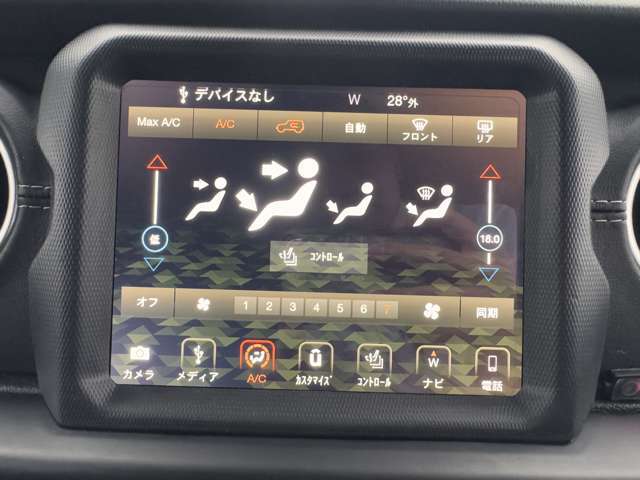 デバイスなし W 28°外
Max A/C A/C 自動 フロント リア
低 18.0
コントロール
オフ 1 2 3 4 5 6 7 同期
カメラ メディア A/C カスタマイズ コントロール W ナビ 電話